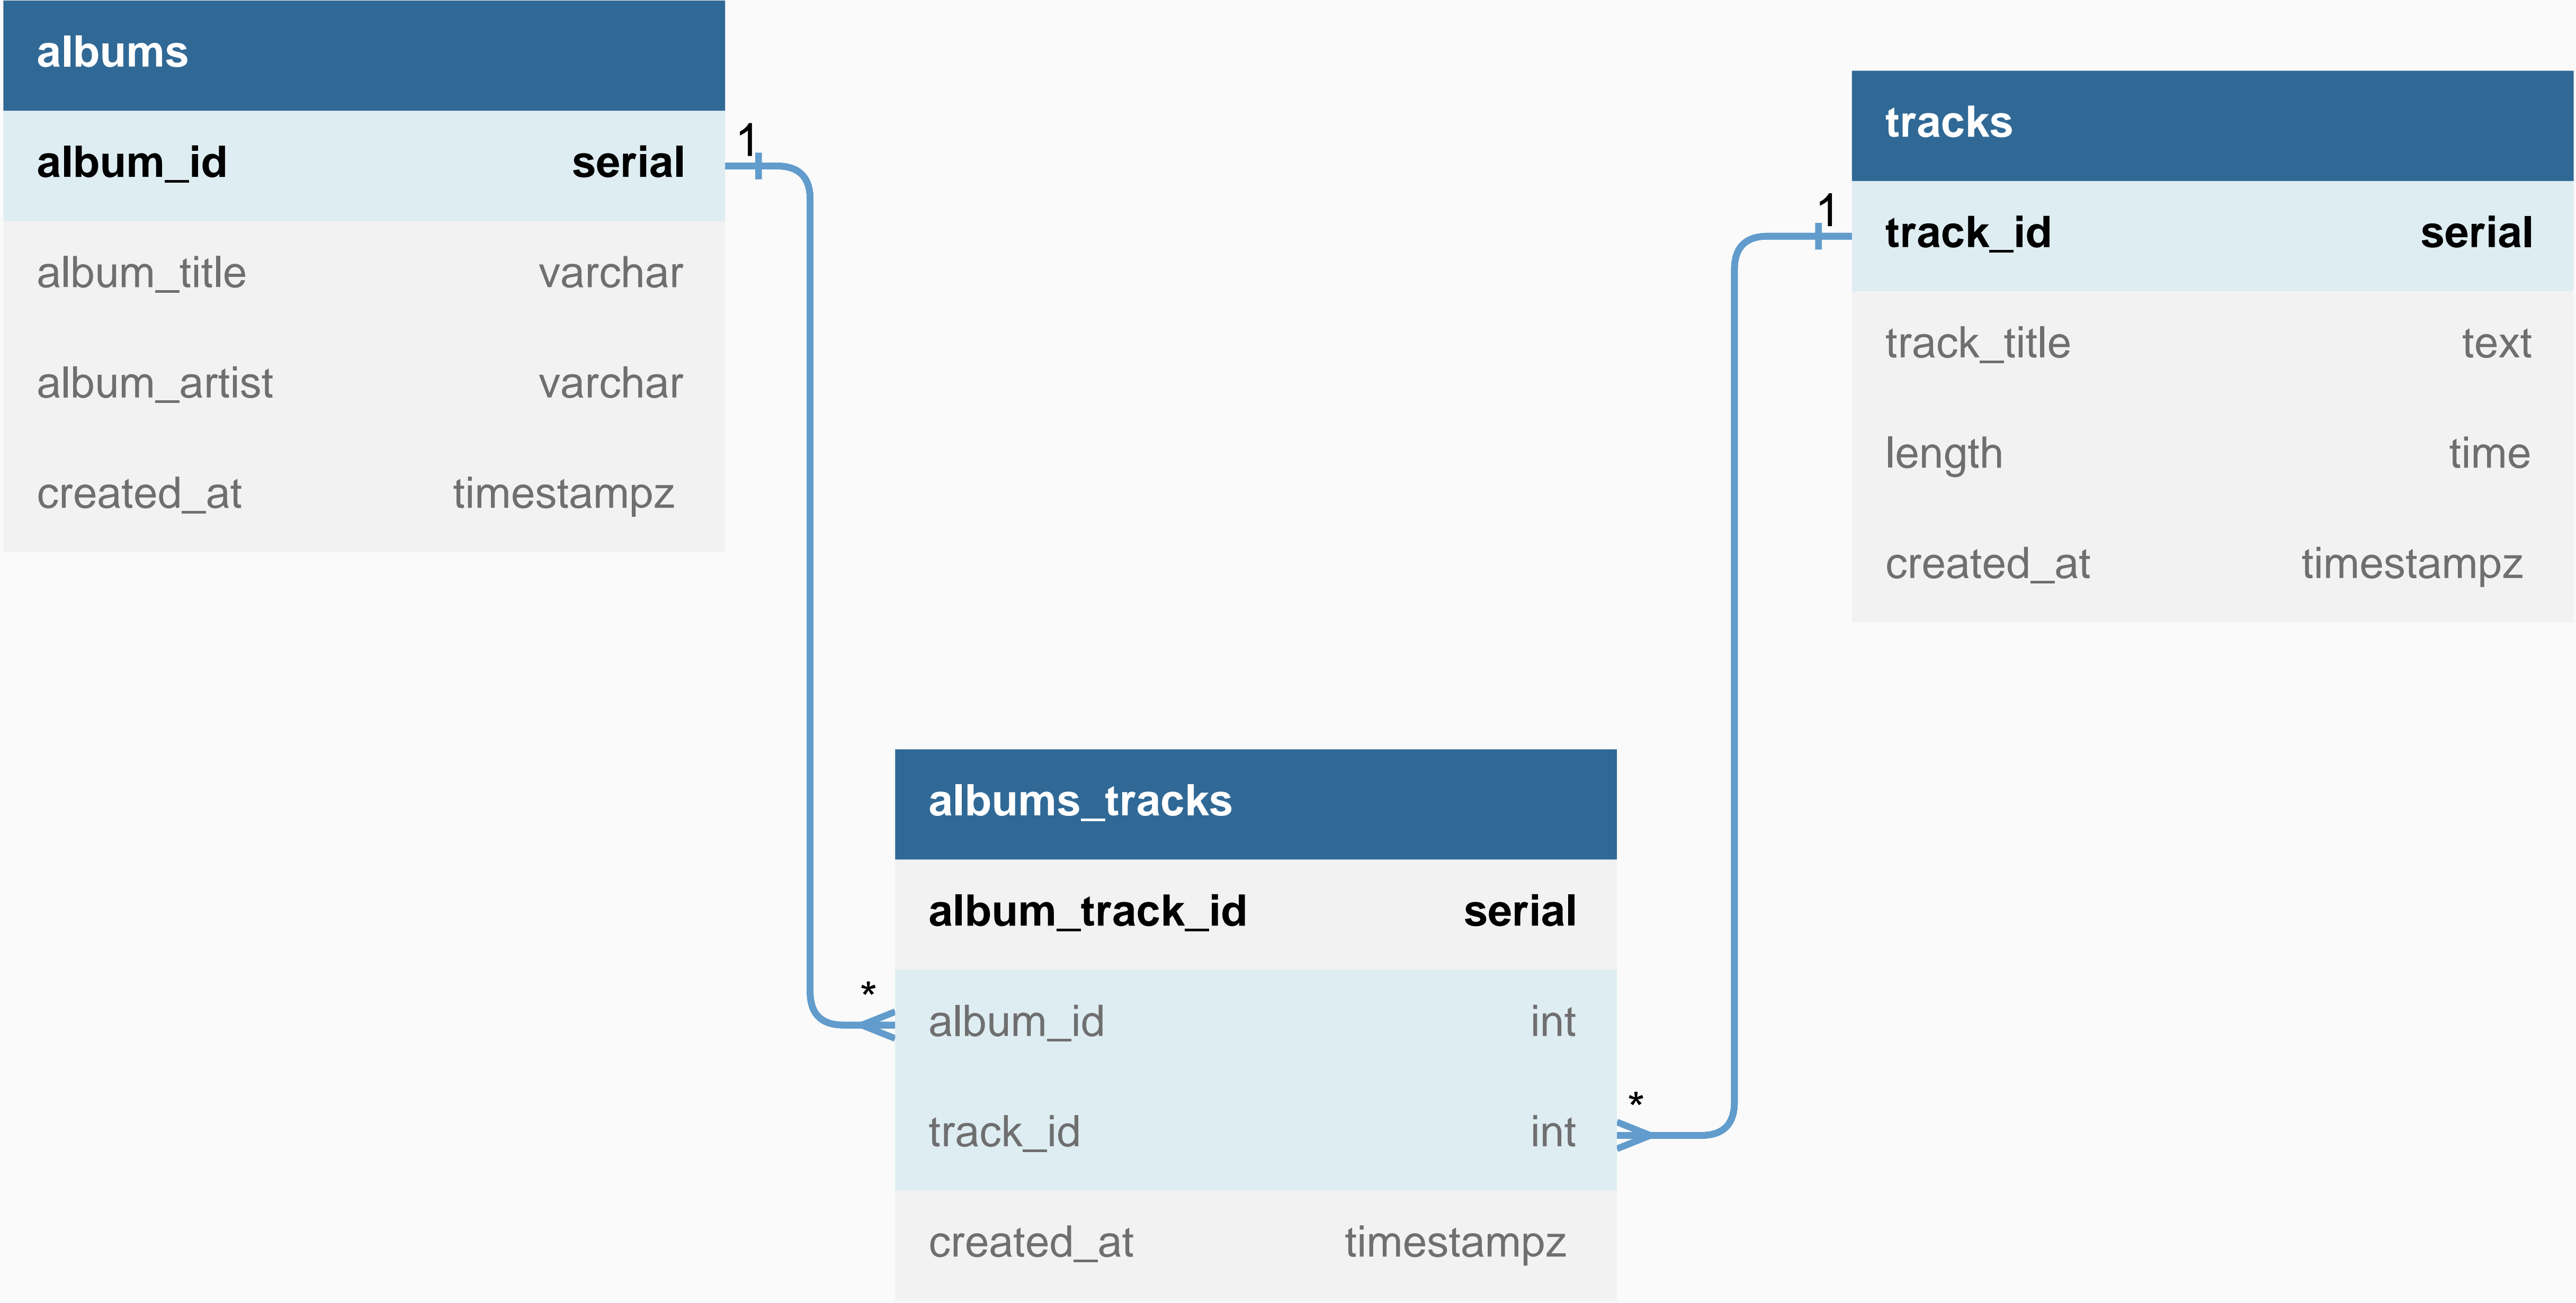 albums
album_id serial
album_title varchar
album_artist varchar
created_at timestampz
1
tracks
track_id serial
track_title text
length time
created_at timestampz
1
albums_tracks
album_track_id serial
album_id int
track_id int
created_at timestampz
*
*